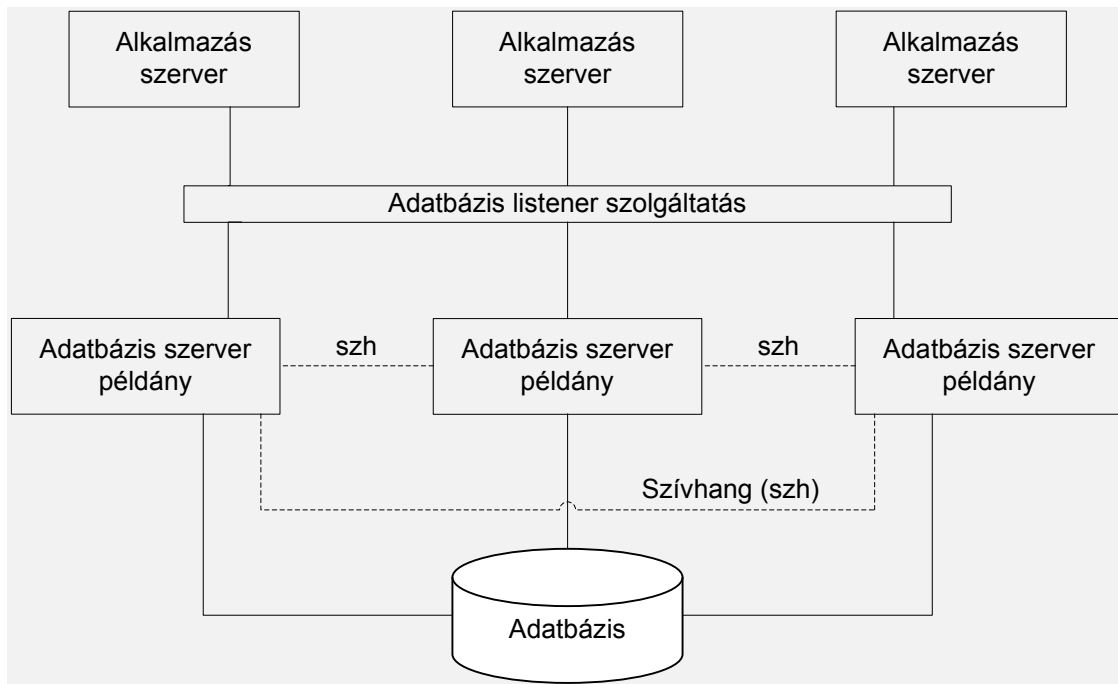 Alkalmazás
szerver
Alkalmazás
szerver
Alkalmazás
szerver
Adatbázis listener szolgáltatás
Adatbázis szerver
példány
szh
Adatbázis szerver
példány
szh
Adatbázis szerver
példány
Szívhang (szh)
Adatbázis